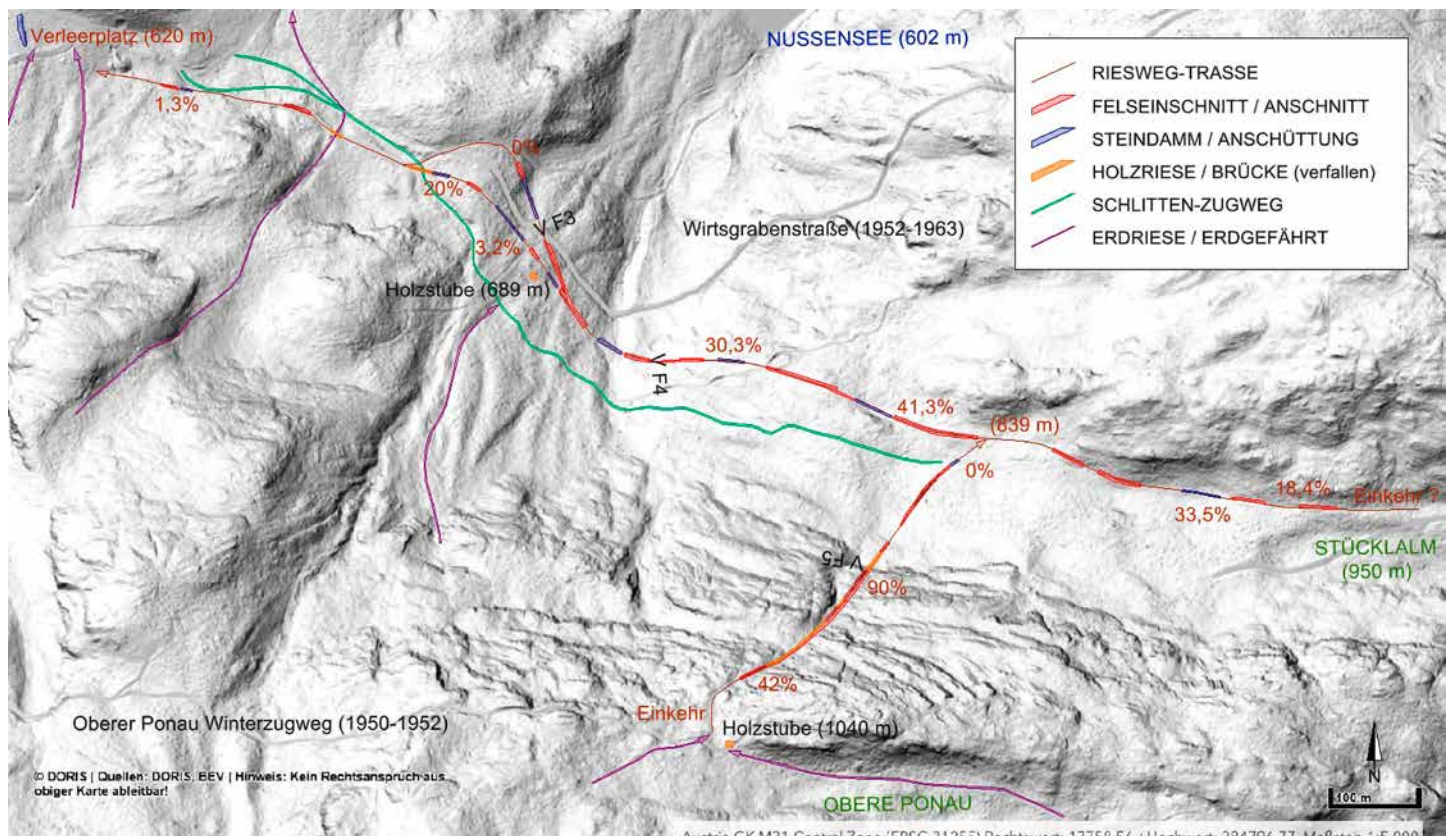 Verleerplatz (620 m)
NUSSENSEE (602 m)
RIESWEG-TRASSE
FELSEINSCHNITT / ANSCHNITT
STEINDAMM / ANSCHÜTTUNG
HOLZRIESE / BRÜCKE (verfallen)
SCHLITTEN-ZUGWEG
ERDRIESE / ERDGEFÄHRT
1,3%
0%
20%
V F3
Wirtsgrabenstraße (1952-1963)
3,2%
Holzstube (689 m)
30,3%
V F4
41,3%
(839 m)
0%
18,4%
Einkehr ?
33,5%
STÜCKLALM
(950 m)
V F5
90%
42%
Einkehr
Oberer Ponau Winterzugweg (1950-1952)
Holzstube (1040 m)
N
© DORIS | Quellen: DORIS, BEV | Hinweis: Kein Rechtsanspruch aus
obiger Karte ableitbar!
100 m
OBERE PONAU